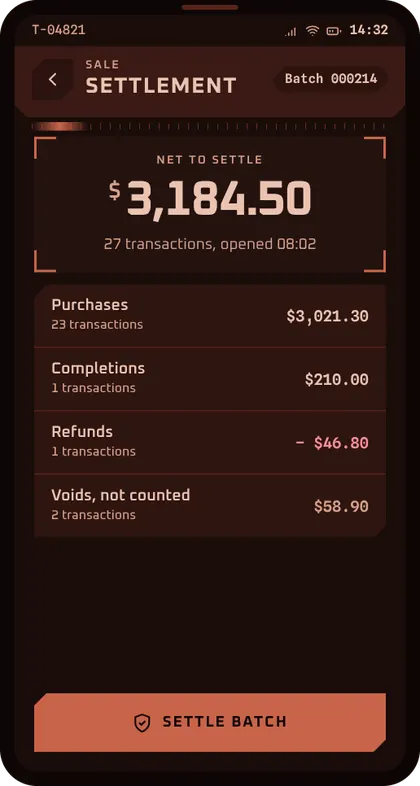 T-04821
14:32
SALE
SETTLEMENT
Batch 000214
NET TO SETTLE
$3,184.50
27 transactions, opened 08:02
Purchases
23 transactions
$3,021.30
Completions
1 transactions
$210.00
Refunds
1 transactions
− $46.80
Voids, not counted
2 transactions
$58.90
SETTLE BATCH